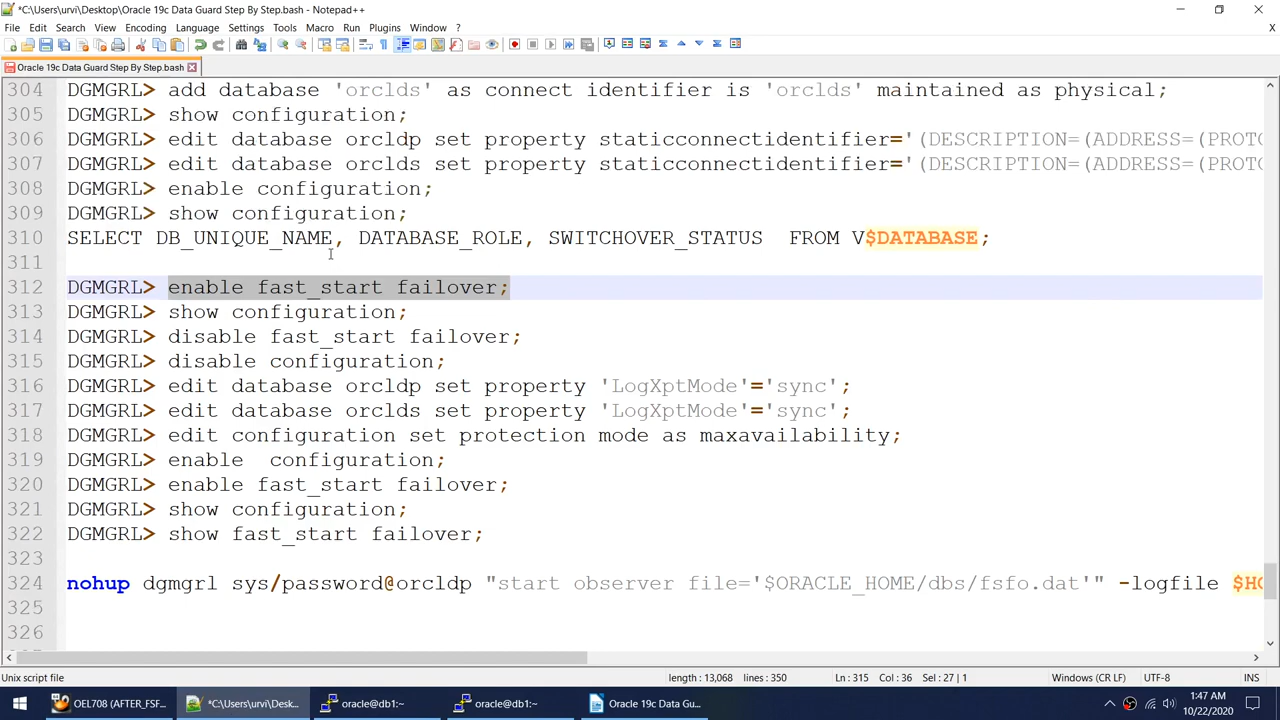 *C:\Users\urvi\Desktop\Oracle 19c Data Guard Step By Step.bash - Notepad++
File Edit Search View Encoding Language Settings Tools Macro Run Plugins Window ? X
Oracle 19c Data Guard Step By Step.bash
304 DGMGRL> add database 'orclds' as connect identifier is 'orclds' maintained as physical;
305 DGMGRL> show configuration;
306 DGMGRL> edit database orcldp set property staticconnectidentifier='(DESCRIPTION=(ADDRESS=(PROTO
307 DGMGRL> edit database orclds set property staticconnectidentifier='(DESCRIPTION=(ADDRESS=(PROTO
308 DGMGRL> enable configuration;
309 DGMGRL> show configuration;
310 SELECT DB_UNIQUE_NAME, DATABASE_ROLE, SWITCHOVER_STATUS  FROM V$DATABASE;
311
312 DGMGRL> enable fast_start failover;
313 DGMGRL> show configuration;
314 DGMGRL> disable fast_start failover;
315 DGMGRL> disable configuration;
316 DGMGRL> edit database orcldp set property 'LogXptMode'='sync';
317 DGMGRL> edit database orclds set property 'LogXptMode'='sync';
318 DGMGRL> edit configuration set protection mode as maxavailability;
319 DGMGRL> enable  configuration;
320 DGMGRL> enable fast_start failover;
321 DGMGRL> show configuration;
322 DGMGRL> show fast_start failover;
323
324 nohup dgmgrl sys/password@orcldp "start observer file='$ORACLE_HOME/dbs/fsfo.dat'" -logfile $HO
325
326
Unix script file length : 13,068 lines : 350 Ln : 315 Col : 36 Sel : 27 | 1 Windows (CR LF) UTF-8 INS
OEL708 (AFTER_FSF... *C:\Users\urvi\Desk... oracle@db1:~ oracle@db1:~ Oracle 19c Data Gu... 1:47 AM
10/22/2020